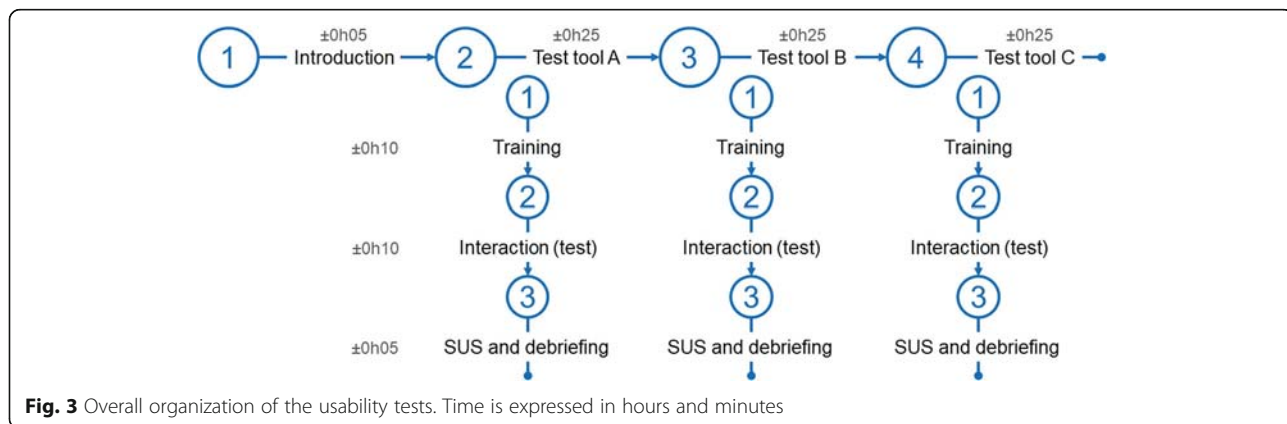 ±0h05 ±0h25 ±0h25 ±0h25
1 Introduction 2 Test tool A 3 Test tool B 4 Test tool C
1 1 1
±0h10 Training Training Training
2 2 2
±0h10 Interaction (test) Interaction (test) Interaction (test)
3 3 3
±0h05 SUS and debriefing SUS and debriefing SUS and debriefing
Fig. 3 Overall organization of the usability tests. Time is expressed in hours and minutes